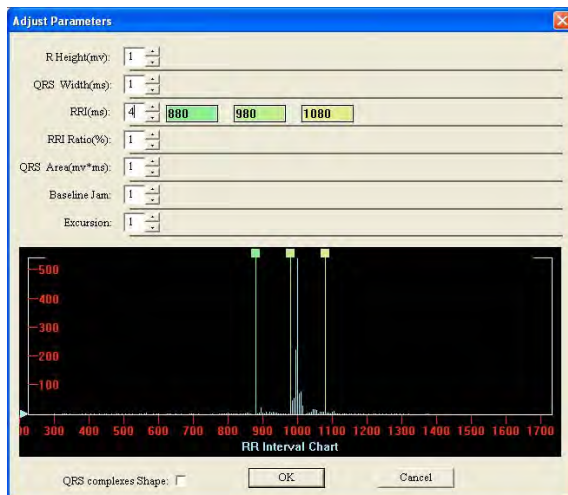 Adjust Parameters
R Height(mv): 1
QRS Width(ms): 1
RRI(ms): 4 880 980 1080
RRI Ratio(%): 1
QRS Area(mv*ms): 1
Baseline Jam: 1
Excursion: 1
500
400
300
200
100
00 300 400 500 600 700 800 900 1000 1100 1200 1300 1400 1500 1600 1700
RR Interval Chart
QRS complexes Shape: OK Cancel